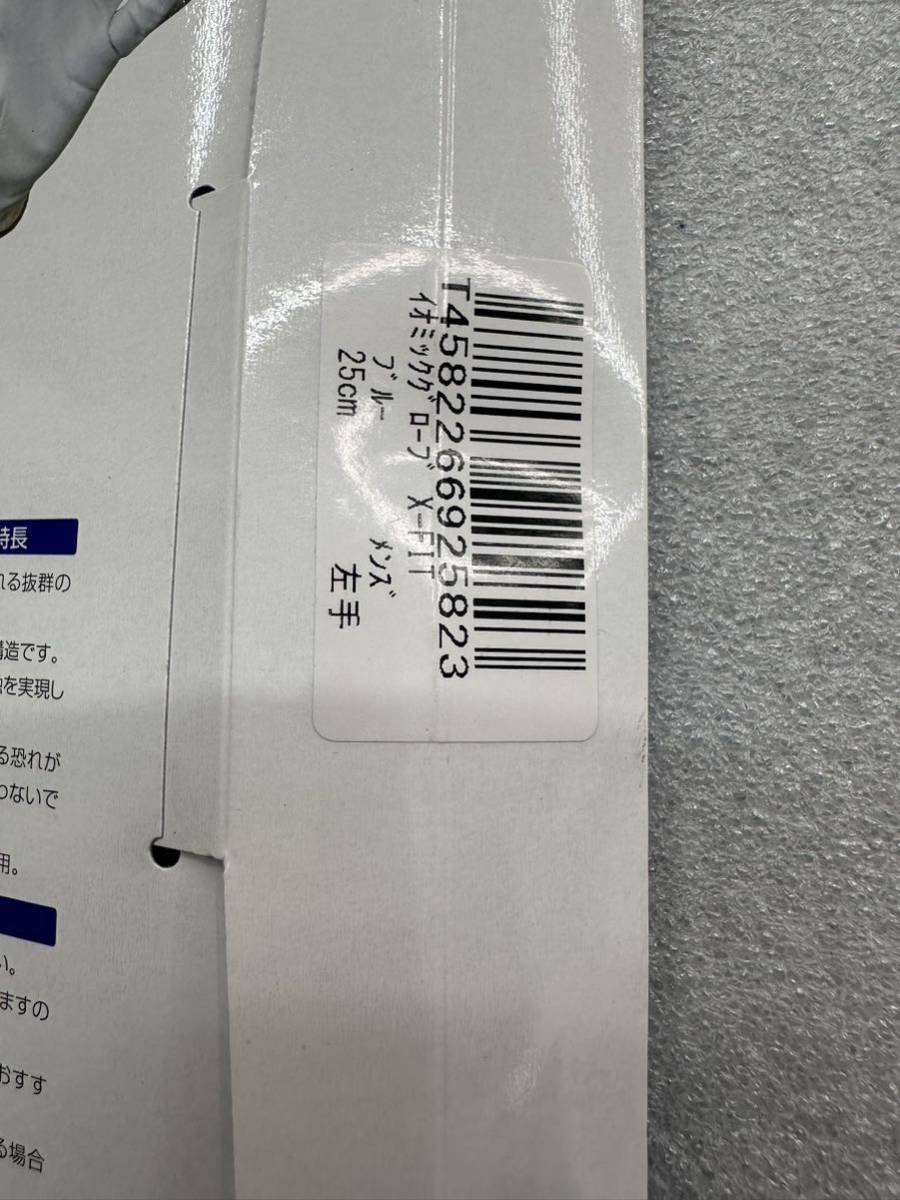 T4582266925823
イオミックグローブ X-FIT
ブルー メンズ
25cm 左手
特長
れる抜群の
構造です。
を実現し
る恐れが
わないで
用。
い。
ますの
おすす
る場合